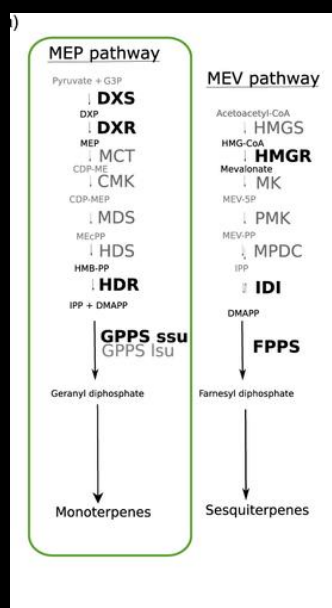 )
MEP pathway
Pyruvate + G3P
DXS
DXP
DXR
MEP
MCT
CDP-ME
CMK
CDP-MEP
MDS
MEcPP
HDS
HMB-PP
HDR
IPP + DMAPP
GPPS ssu
GPPS lsu
Geranyl diphosphate
Monoterpenes
MEV pathway
Acetoacetyl-CoA
HMGS
HMG-CoA
HMGR
Mevalonate
MK
MEV-5P
PMK
MEV-PP
MPDC
IPP
IDI
DMAPP
FPPS
Farnesyl diphosphate
Sesquiterpenes